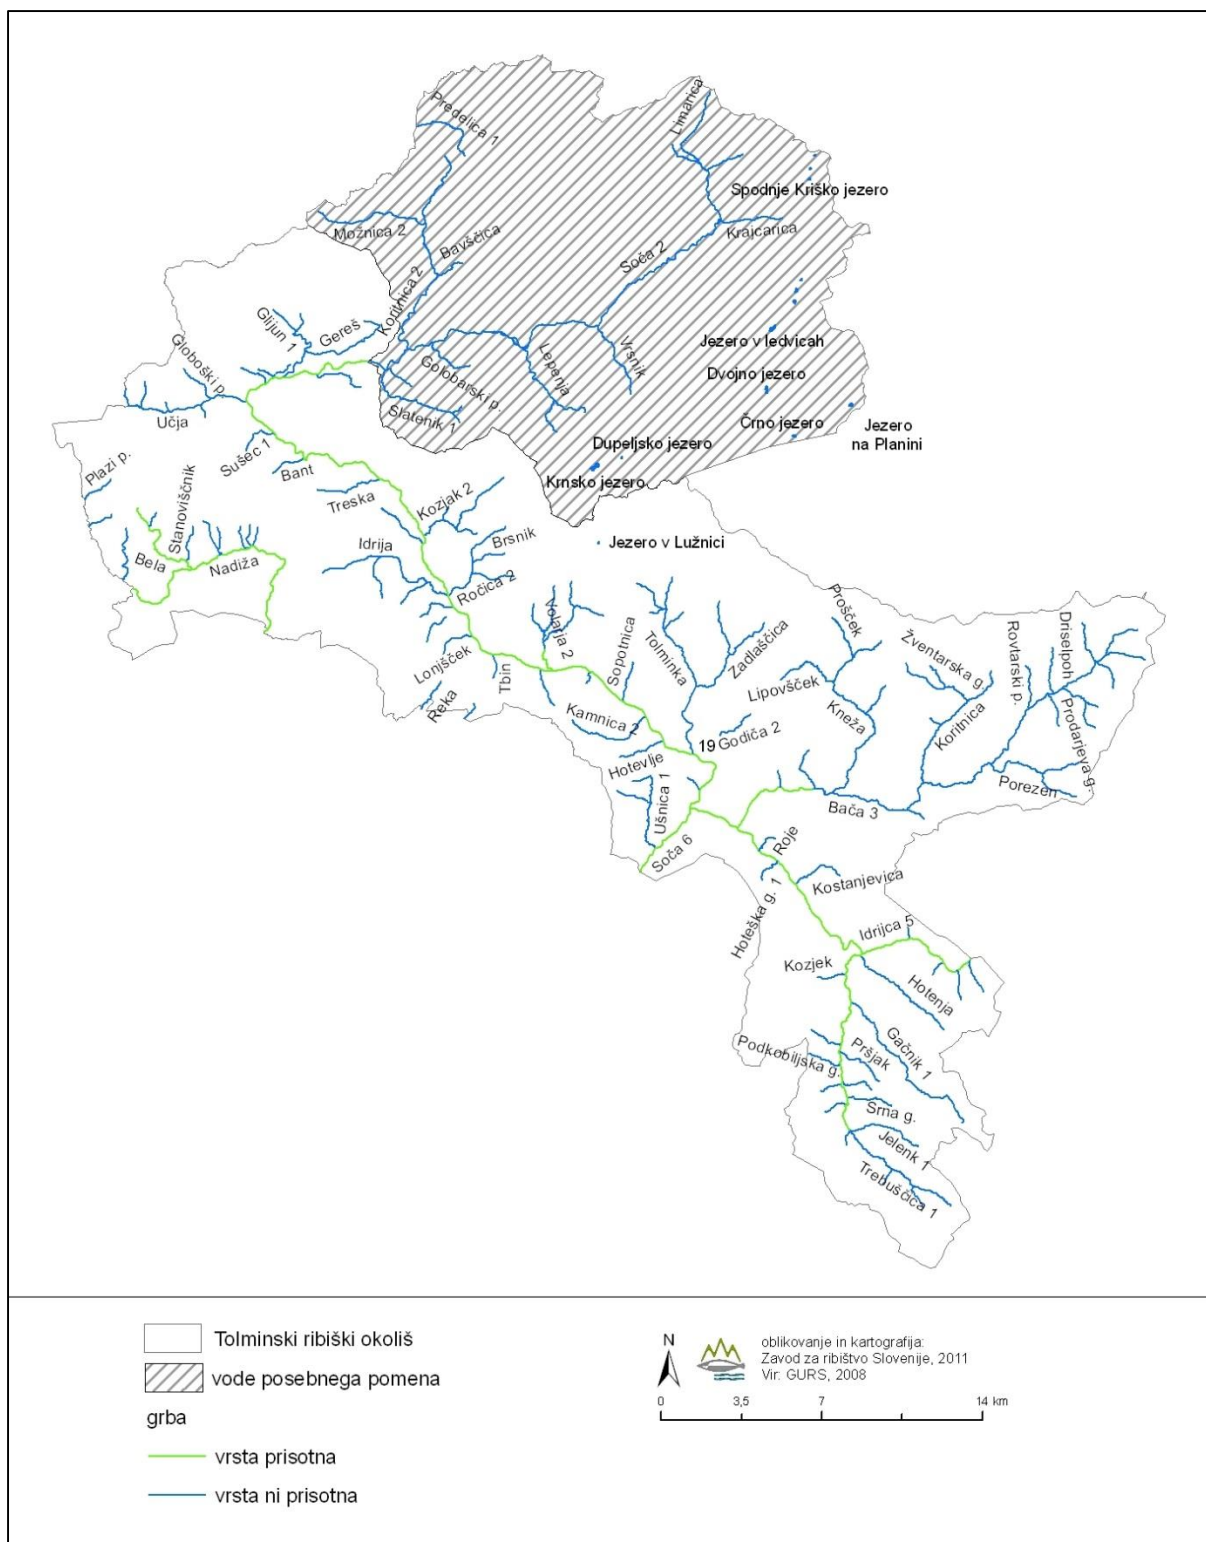 Predelica 1
Limarica
Spodnje Kriško jezero
Možnica 2
Bavščica
Krajcarica
Soča 2
Koritnica 2
Glijun 1
Gereš
Jezero v ledvicah
Globoški p.
Golobarski p.
Lepenja
Vrsnik
Dvojno jezero
Učja
Slatenik 1
Črno jezero
Jezero
na Planini
Sušec 1
Dupeljsko jezero
Plazi p.
Bant
Krnsko jezero
Treska
Stanoviščnik
Kozjak 2
Idrija
Brsnik
Jezero v Lužnici
Bela
Nadiža
Ročica 2
Volarja 2
Sopotnica
Tolminka
Zadlaščica
Prošček
Žventarska g.
Rovtarski p.
Driselpoh
Lonjšček
Tbin
Lipovšček
Kneža
Koritnica
Prodarjeva g.
Reka
Kamnica 2
19 Godiča 2
Hotevlje
Porezen
Ušnica 1
Bača 3
Soča 6
Roje
Kostanjevica
Hoteška g. 1
Idrijca 5
Kozjek
Hotenja
Gačnik 1
Podkobiljska g.
Pršjak
Srna g.
Jelenk 1
Trebuščica 1
Tolminski ribiški okoliš
vode posebnega pomena
grba
vrsta prisotna
vrsta ni prisotna
N
oblikovanje in kartografija:
Zavod za ribištvo Slovenije, 2011
Vir: GURS, 2008
0 3,5 7 14 km